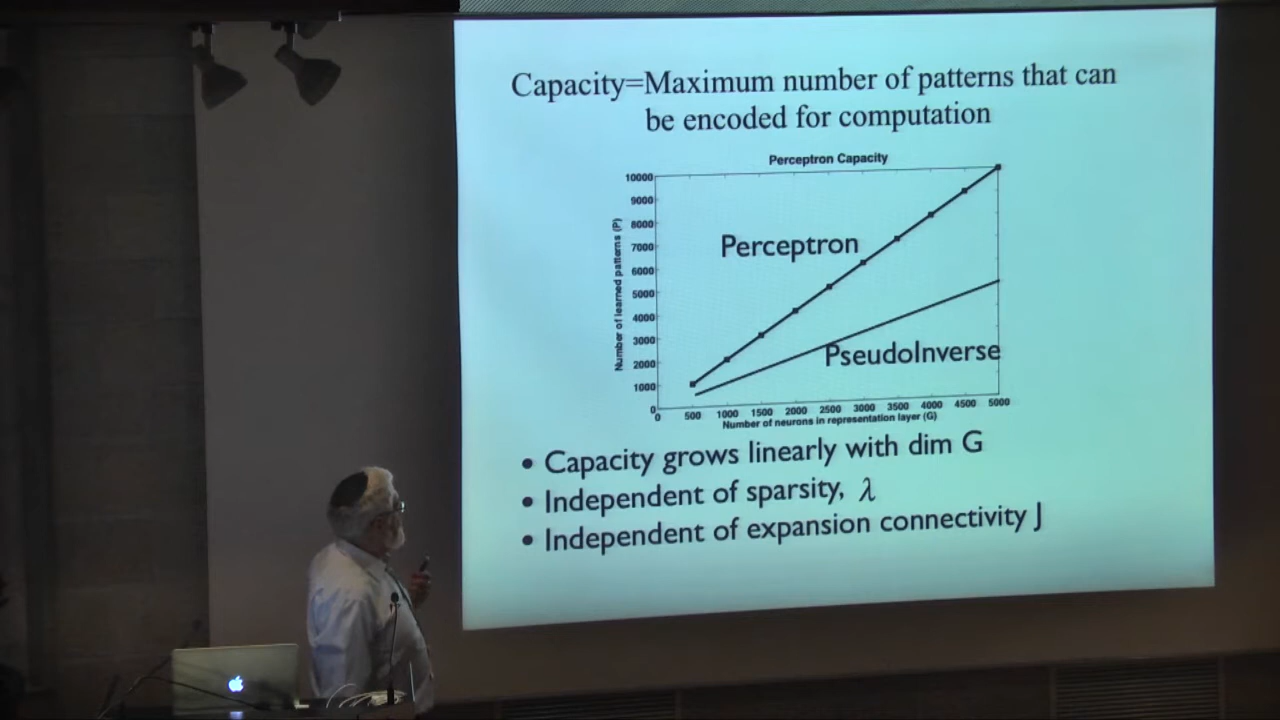 Capacity=Maximum number of patterns that can
be encoded for computation
Perceptron Capacity
10000
9000
8000
7000
6000
5000
4000
3000
2000
1000
0
Number of learned patterns (P)
Perceptron
PseudoInverse
0 500 1000 1500 2000 2500 3000 3500 4000 4500 5000
Number of neurons in representation layer (G)
• Capacity grows linearly with dim G
• Independent of sparsity, λ
• Independent of expansion connectivity J